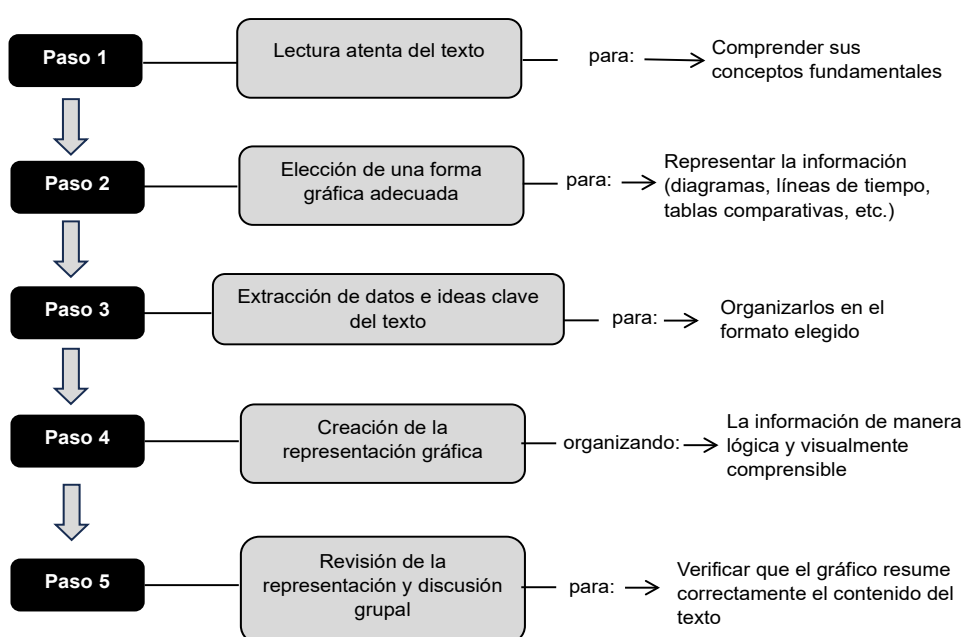 Paso 1
Lectura atenta del texto
para:
Comprender sus
conceptos fundamentales
Paso 2
Elección de una forma
gráfica adecuada
para:
Representar la información
(diagramas, líneas de tiempo,
tablas comparativas, etc.)
Paso 3
Extracción de datos e ideas clave
del texto
para:
Organizarlos en el
formato elegido
Paso 4
Creación de la
representación gráfica
organizando:
La información de manera
lógica y visualmente
comprensible
Paso 5
Revisión de la
representación y discusión
grupal
para:
Verificar que el gráfico resume
correctamente el contenido del
texto